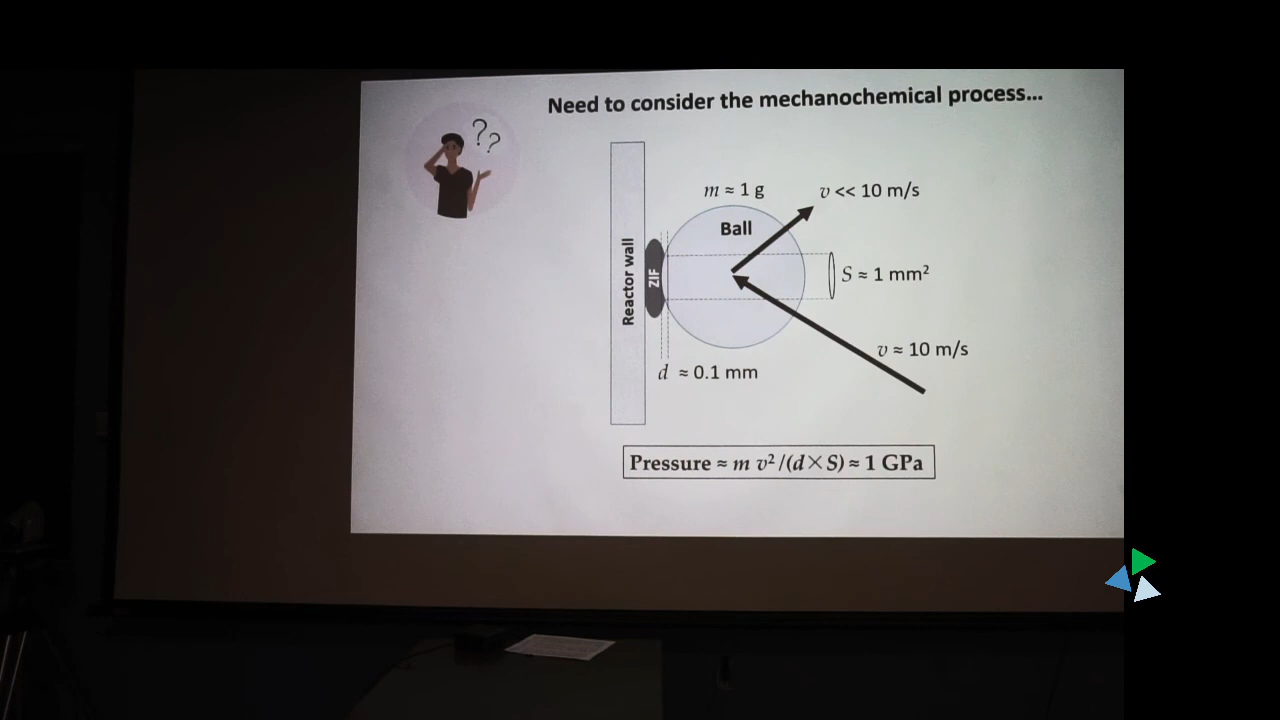 Need to consider the mechanochemical process...
??
m ≈ 1 g
v << 10 m/s
Ball
Reactor wall
ZIF
S ≈ 1 mm²
v ≈ 10 m/s
d ≈ 0.1 mm
Pressure ≈ m v²/(d×S) ≈ 1 GPa